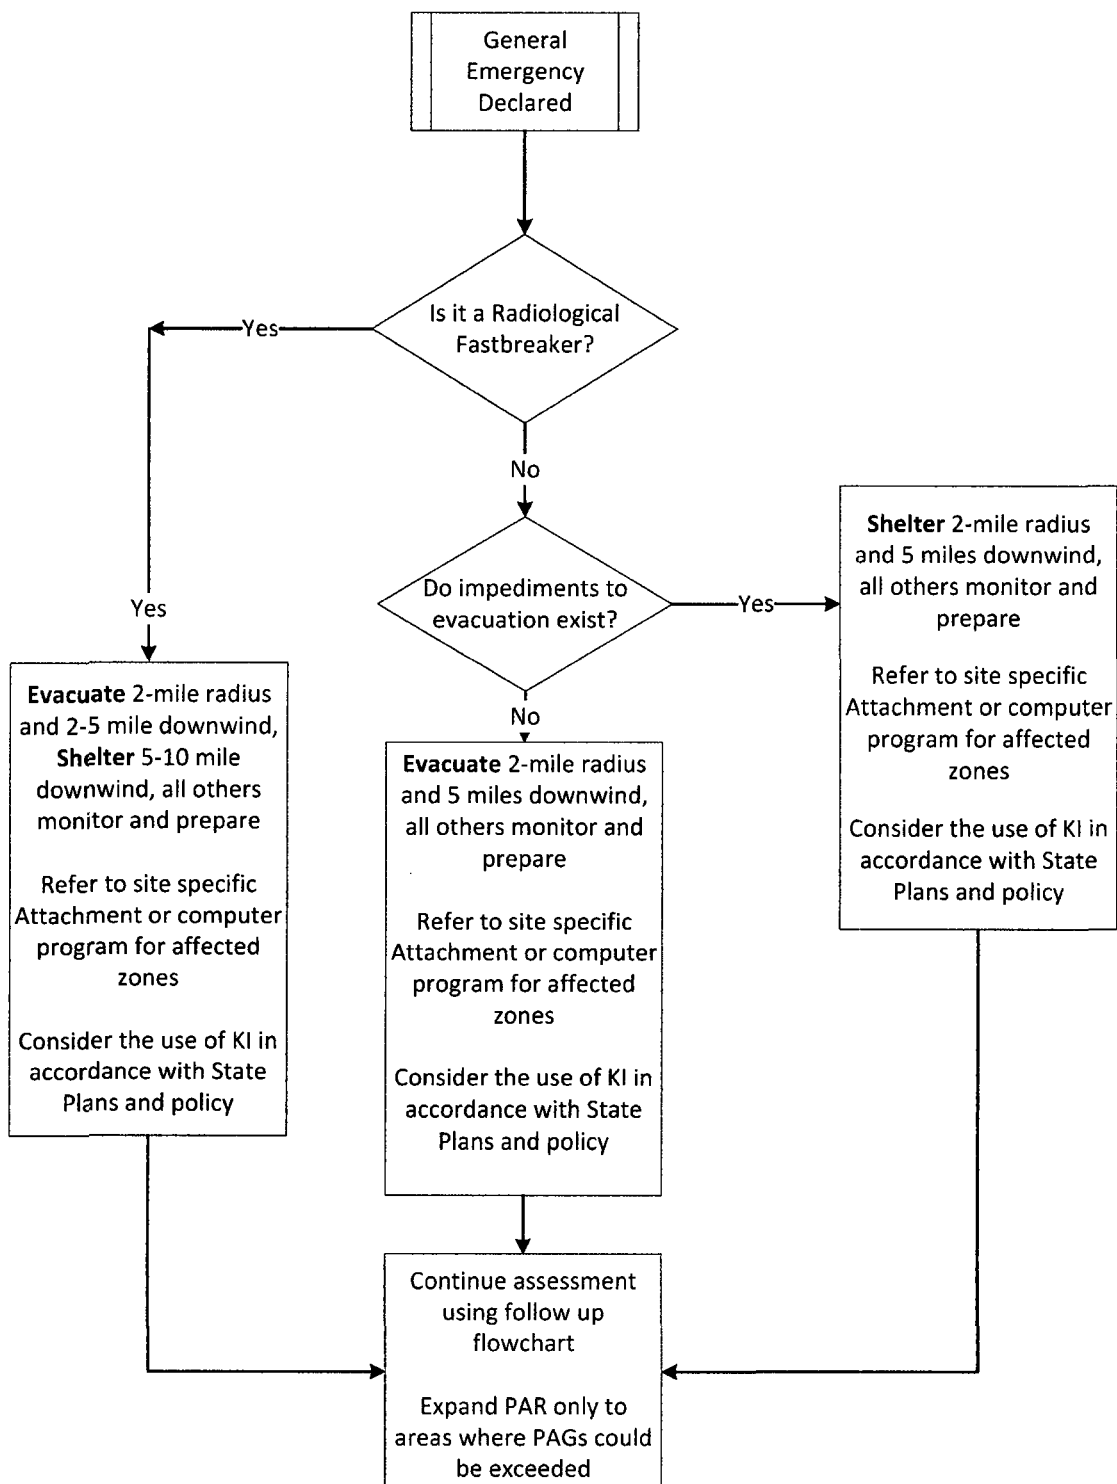 General
Emergency
Declared
Is it a Radiological
Fastbreaker?
Yes
No
Yes
Do impediments to
evacuation exist?
Yes
No
Shelter 2-mile radius
and 5 miles downwind,
all others monitor and
prepare
Refer to site specific
Attachment or computer
program for affected
zones
Consider the use of KI in
accordance with State
Plans and policy
Evacuate 2-mile radius
and 2-5 mile downwind,
Shelter 5-10 mile
downwind, all others
monitor and prepare
Refer to site specific
Attachment or computer
program for affected
zones
Consider the use of KI in
accordance with State
Plans and policy
Evacuate 2-mile radius
and 5 miles downwind,
all others monitor and
prepare
Refer to site specific
Attachment or computer
program for affected
zones
Consider the use of KI in
accordance with State
Plans and policy
Continue assessment
using follow up
flowchart
Expand PAR only to
areas where PAGs could
be exceeded